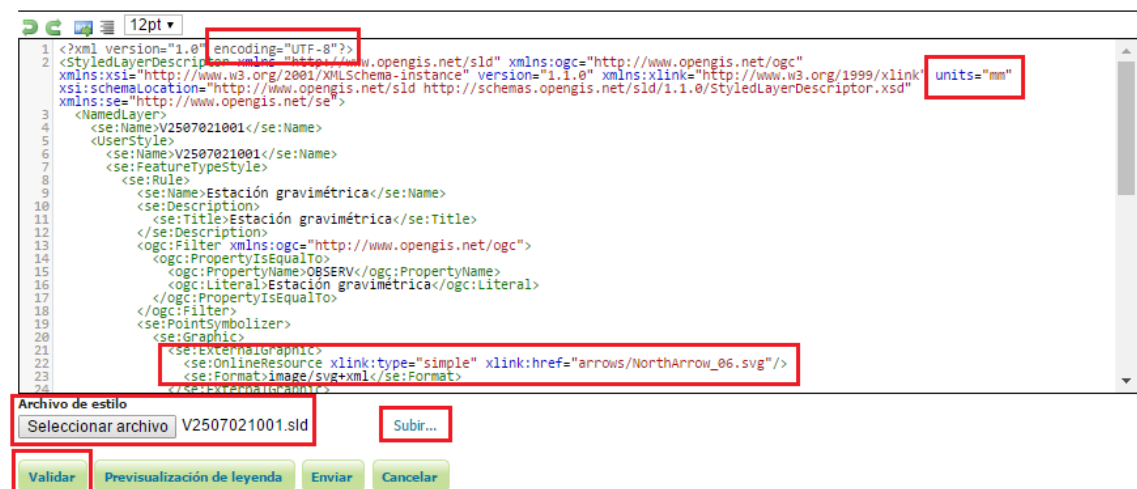 12pt
1 <?xml version="1.0" encoding="UTF-8"?>
2 <StyledLayerDescriptor xmlns="http://www.opengis.net/sld" xmlns:ogc="http://www.opengis.net/ogc"
xmlns:xsi="http://www.w3.org/2001/XMLSchema-instance" version="1.1.0" xmlns:xlink="http://www.w3.org/1999/xlink" units="mm"
xsi:schemaLocation="http://www.opengis.net/sld http://schemas.opengis.net/sld/1.1.0/StyledLayerDescriptor.xsd"
xmlns:se="http://www.opengis.net/se">
3 <NamedLayer>
4 <se:Name>V2507021001</se:Name>
5 <UserStyle>
6 <se:Name>V2507021001</se:Name>
7 <se:FeatureTypeStyle>
8 <se:Rule>
9 <se:Name>Estación gravimétrica</se:Name>
10 <se:Description>
11 <se:Title>Estación gravimétrica</se:Title>
12 </se:Description>
13 <ogc:Filter xmlns:ogc="http://www.opengis.net/ogc">
14 <ogc:PropertyIsEqualTo>
15 <ogc:PropertyName>OBSERV</ogc:PropertyName>
16 <ogc:Literal>Estación gravimétrica</ogc:Literal>
17 </ogc:PropertyIsEqualTo>
18 </ogc:Filter>
19 <se:PointSymbolizer>
20 <se:Graphic>
21 <se:ExternalGraphic>
22 <se:OnlineResource xlink:type="simple" xlink:href="arrows/NorthArrow_06.svg"/>
23 <se:Format>image/svg+xml</se:Format>
24 </se:ExternalGraphic>
Archivo de estilo
Seleccionar archivo V2507021001.sld Subir...
Validar Previsualización de leyenda Enviar Cancelar